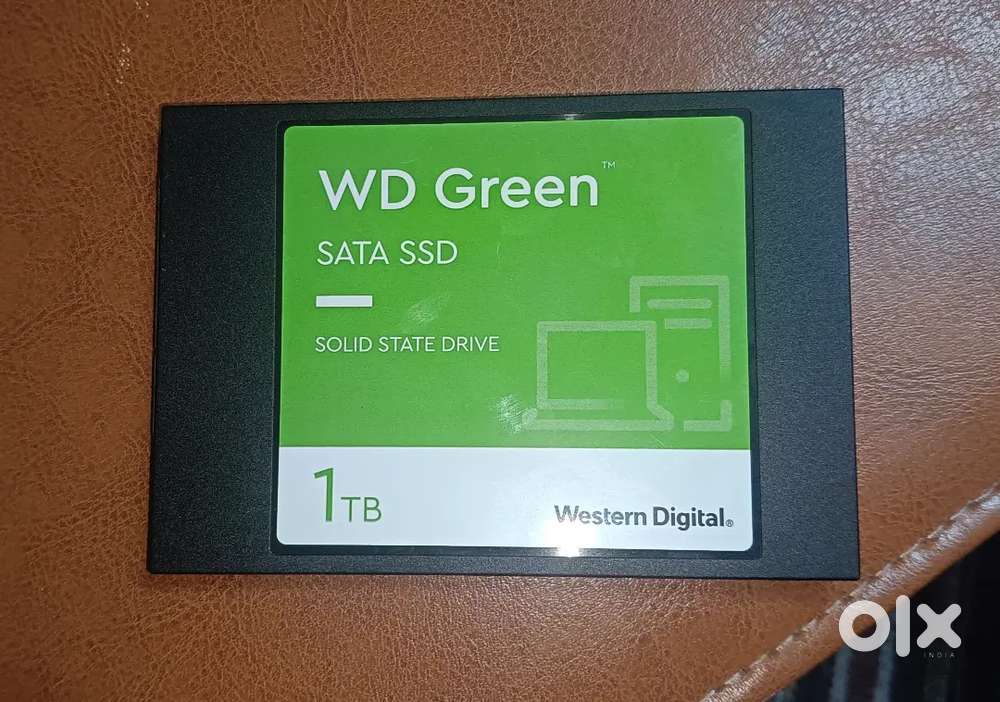 WD Green™
SATA SSD
SOLID STATE DRIVE
1TB
Western Digital®
olx
INDIA